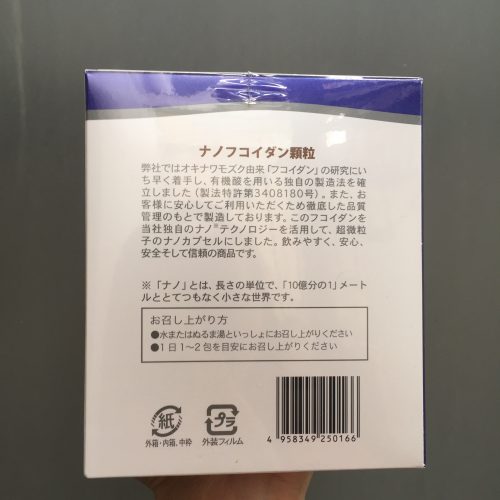 ナノフコイダン顆粒
弊社ではオキナワモズク由来「フコイダン」の研究にい
ち早く着手し、有機酸を用いる独自の製造法を確
立しました（製法特許第3408180号）。また、お
客様に安心してご利用いただくため徹底した品質
管理のもとで製造しております。このフコイダンを
当社独自のナノ※テクノロジーを活用して、超微粒
子のナノカプセルにしました。飲みやすく、安心、
安全そして信頼の商品です。
※「ナノ」とは、長さの単位で、「10億分の1」メート
ルととてつもなく小さな世界です。
お召し上がり方
●水またはぬるま湯といっしょにお召し上がりください
●1日1〜2包を目安にお召し上がりください
紙
外箱・内箱、中枠
プラ
外装フィルム
4 958349 250166